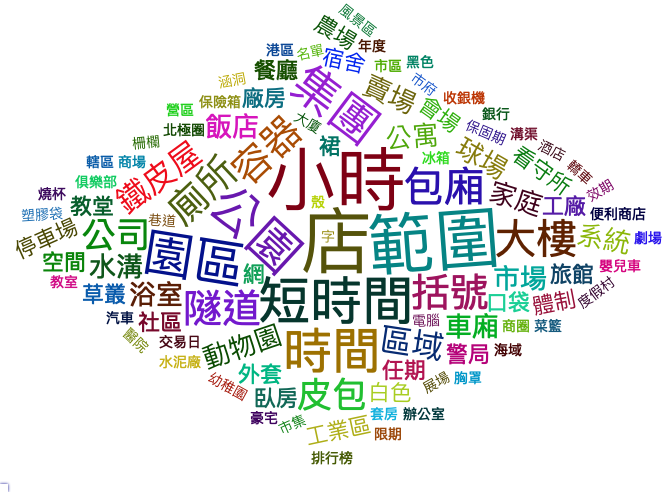 風景區
農場
年度
港區
名單
宿舍
市區
黑色
餐廳
涵洞
集團
賣場
市府
收銀機
保險箱
廠房
營區
會場
銀行
大廈
飯店
北極圈
容器
裙
公寓
保固期
溝渠
酒店
柵欄
冰箱
球場
看守所
轎車
轄區
商場
鐵皮屋
廁所
小時
包廂
家庭
效期
俱樂部
燒杯
殼
工廠
教堂
塑膠袋
巷道
公園
店
範圍
便利商店
停車場
公司
字
大樓
系統
劇場
空間
水溝
園區
網
市場
旅館
嬰兒車
教室
草叢
浴室
隧道
短時間
括號
口袋
體制
度假村
汽車
社區
電腦
車廂
商圈
菜籃
醫院
交易日
動物園
時間
區域
警局
海域
水泥廠
外套
任期
展場
胸罩
幼稚園
臥房
皮包
白色
豪宅
市集
工業區
套房
辦公室
限期
排行榜